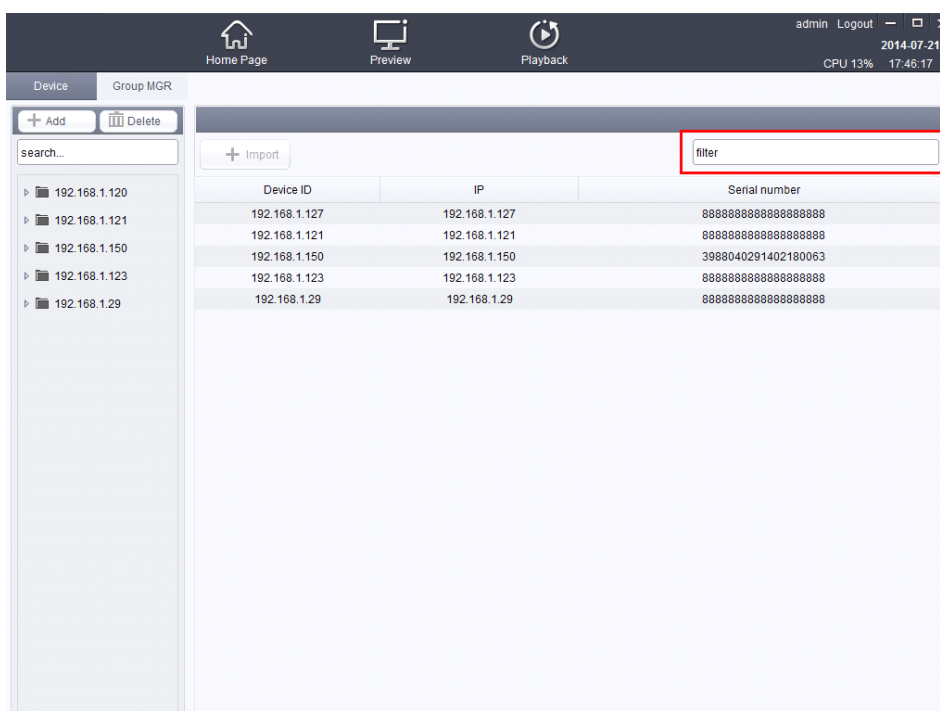 admin Logout
2014-07-21
Home Page Preview Playback
CPU 13% 17:46:17
Device Group MGR
Add Delete
search...
Import
filter
192.168.1.120
192.168.1.121
192.168.1.150
192.168.1.123
192.168.1.29
Device ID IP Serial number
192.168.1.127 192.168.1.127 8888888888888888888
192.168.1.121 192.168.1.121 8888888888888888888
192.168.1.150 192.168.1.150 3988040291402180063
192.168.1.123 192.168.1.123 8888888888888888888
192.168.1.29 192.168.1.29 8888888888888888888